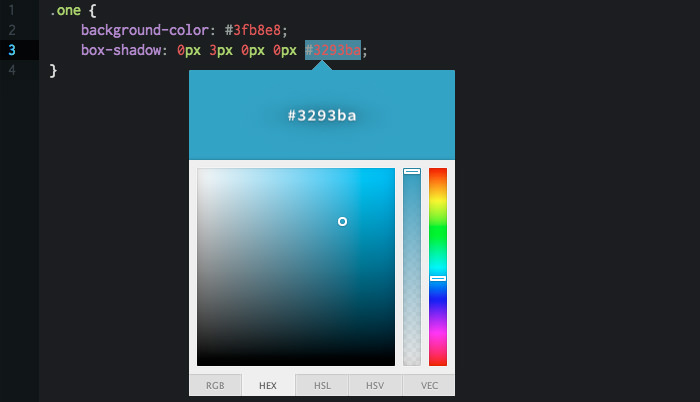 1 .one {
2 background-color: #3fb8e8;
3 box-shadow: 0px 3px 0px 0px #3293ba;
4 }
#3293ba
RGB HEX HSL HSV VEC